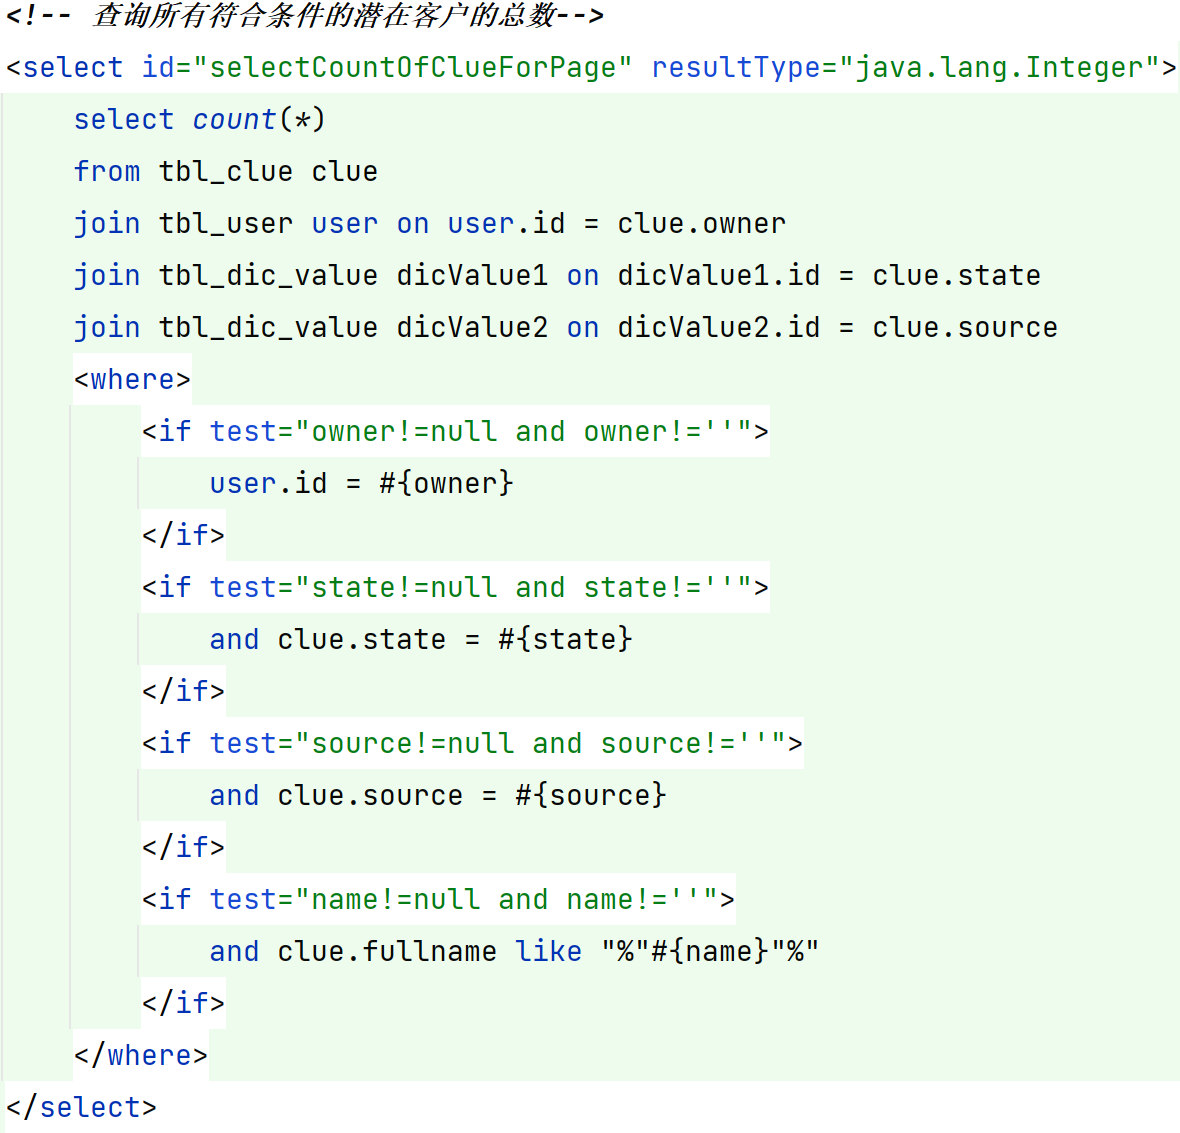 <!-- 查询所有符合条件的潜在客户的总数-->
<select id="selectCountOfClueForPage" resultType="java.lang.Integer">
    select count(*)
    from tbl_clue clue
    join tbl_user user on user.id = clue.owner
    join tbl_dic_value dicValue1 on dicValue1.id = clue.state
    join tbl_dic_value dicValue2 on dicValue2.id = clue.source
    <where>
        <if test="owner!=null and owner!=''">
            user.id = #{owner}
        </if>
        <if test="state!=null and state!=''">
            and clue.state = #{state}
        </if>
        <if test="source!=null and source!=''">
            and clue.source = #{source}
        </if>
        <if test="name!=null and name!=''">
            and clue.fullname like "%"#{name}"%"
        </if>
    </where>
</select>